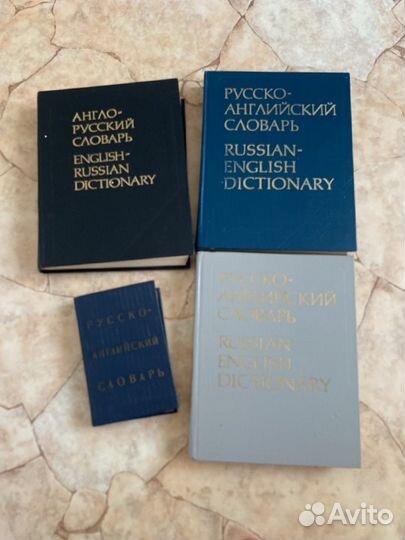 АНГЛО-
РУССКИЙ
СЛОВАРЬ
ENGLISH-
RUSSIAN
DICTIONARY
РУССКО-
АНГЛИЙСКИЙ
СЛОВАРЬ
RUSSIAN-
ENGLISH
DICTIONARY
РУССКО-
АНГЛИЙСКИЙ
СЛОВАРЬ
РУССКО-
АНГЛИЙСКИЙ
СЛОВАРЬ
RUSSIAN-
ENGLISH
DICTIONARY
Avito